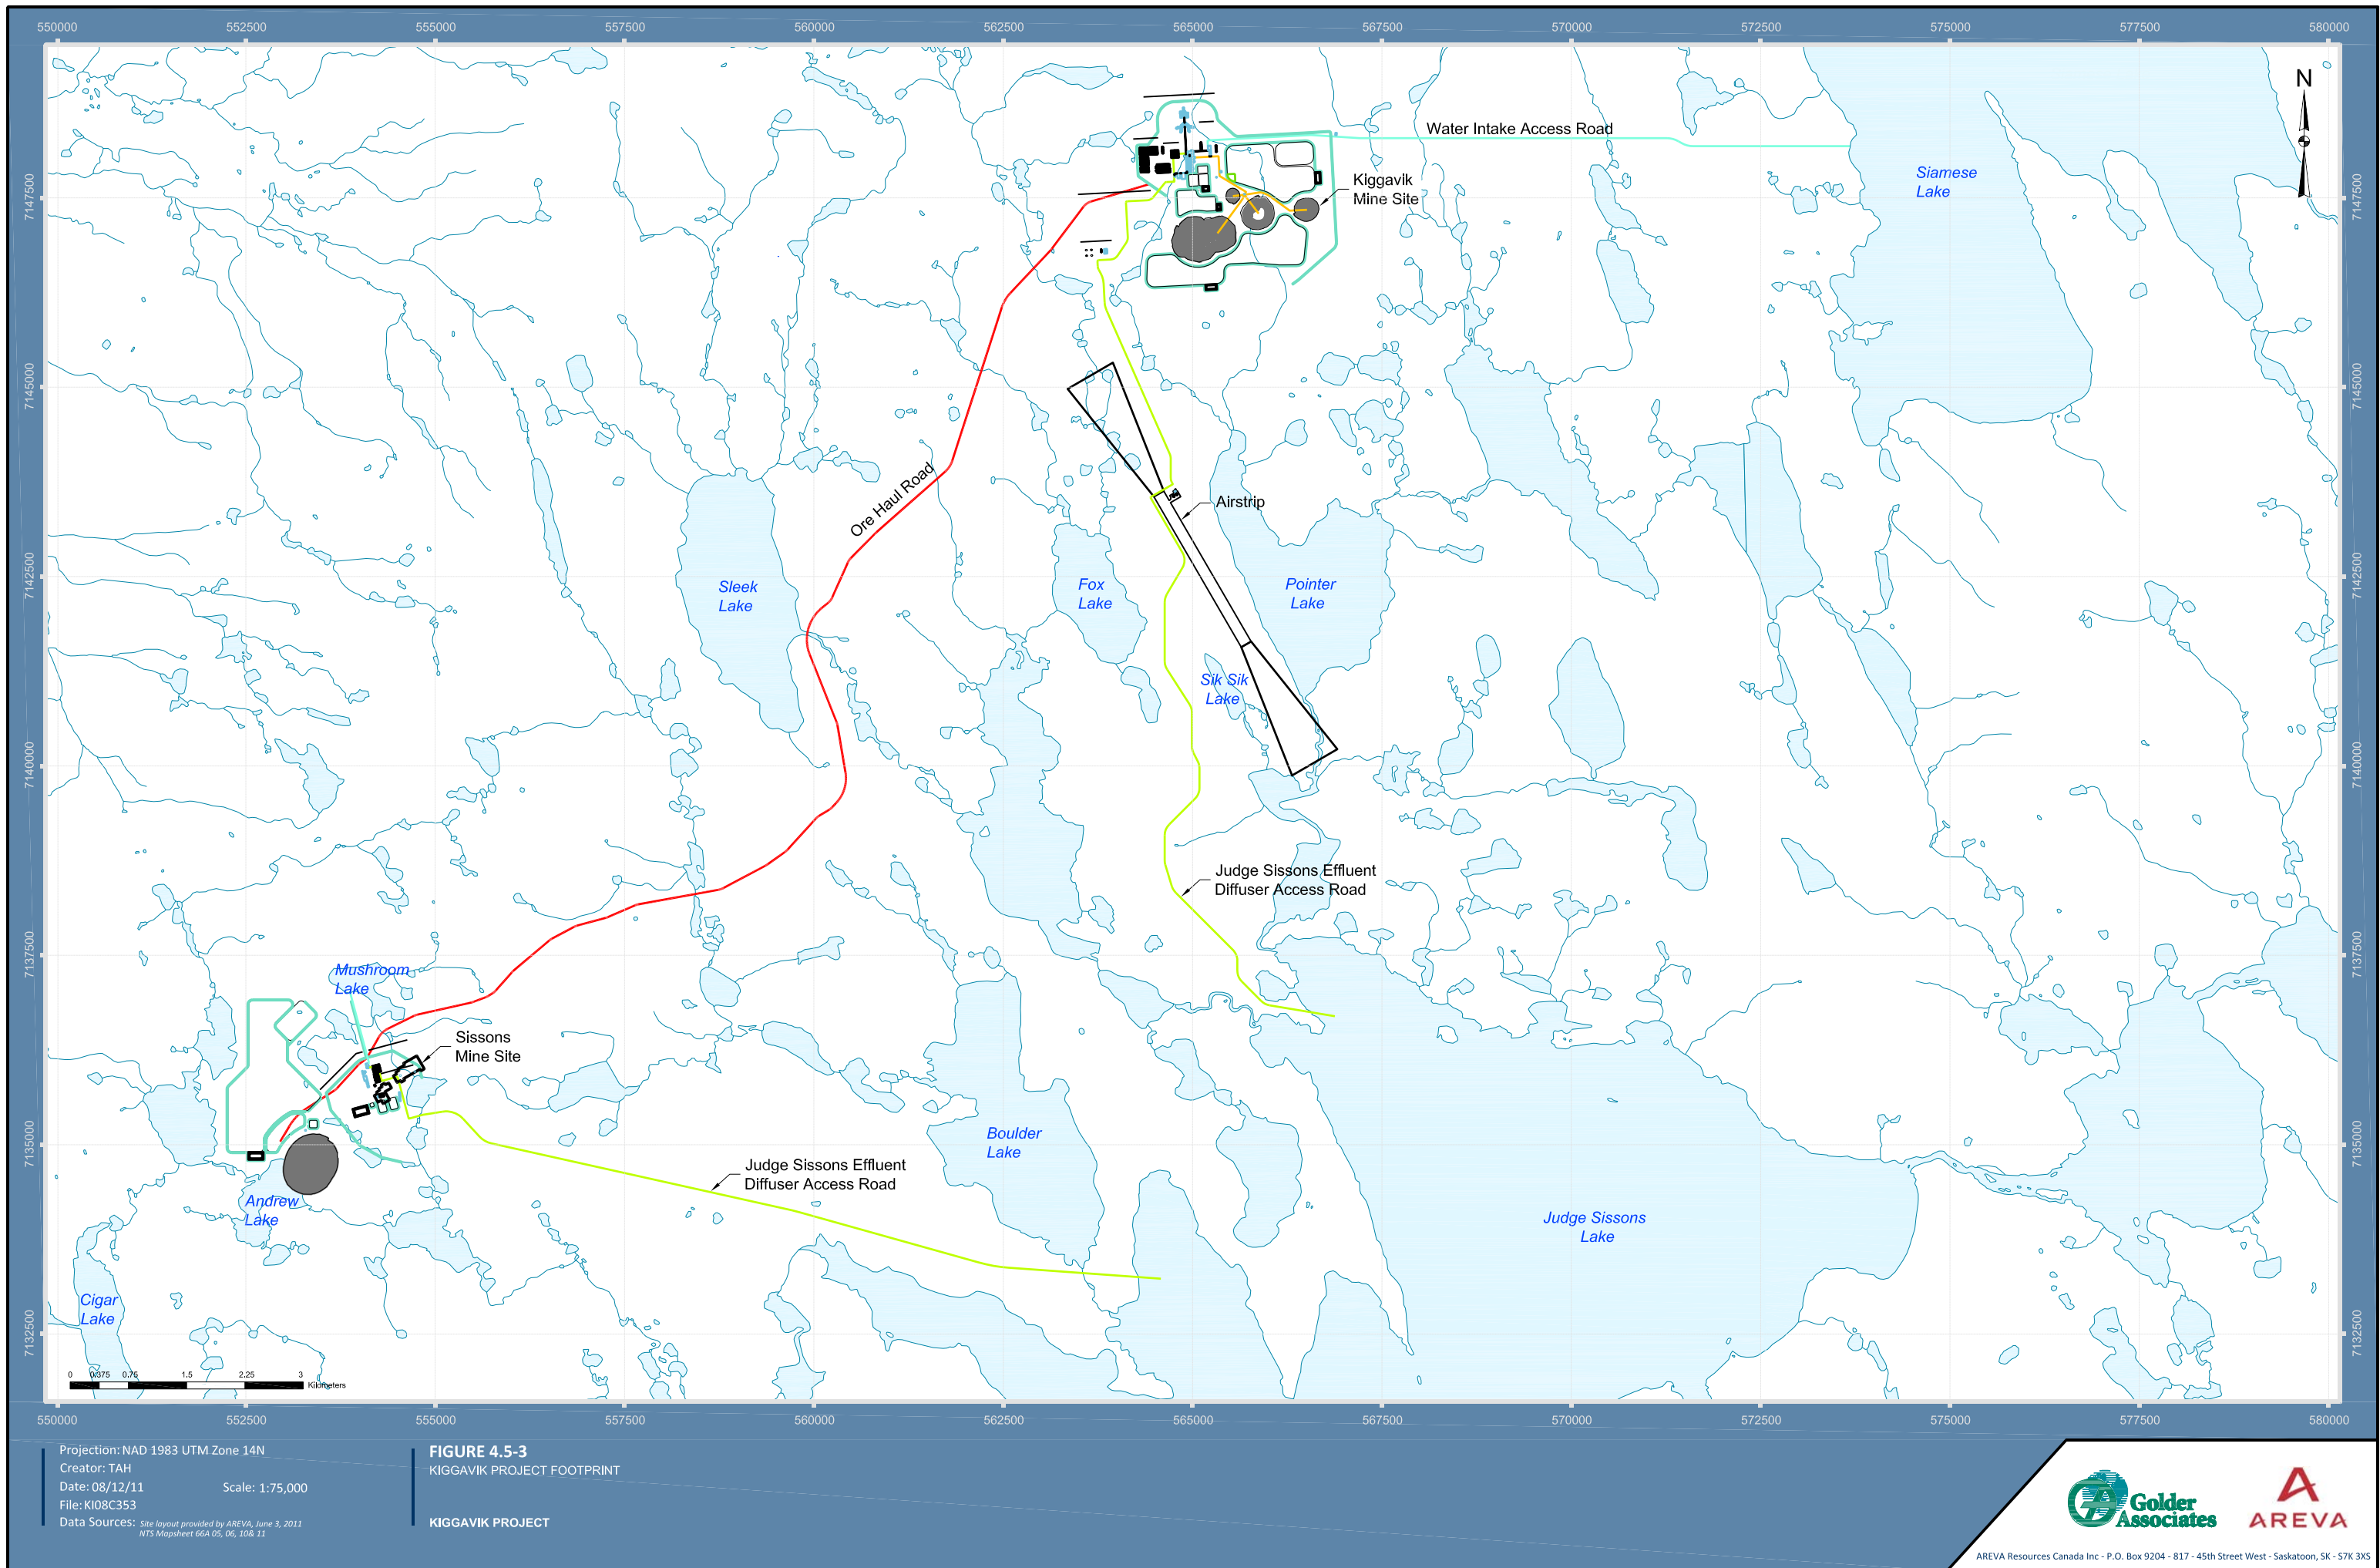 550000 552500 555000 557500 560000 562500 565000 567500 570000 572500 575000 577500 580000
N
Water Intake Access Road
Siamese
Lake
Kiggavik
Mine Site
7147500
7147500
7145000
7145000
Ore Haul Road
Airstrip
7142500
7142500
Sleek
Lake
Fox
Lake
Pointer
Lake
Sik Sik
Lake
7140000
7140000
Judge Sissons Effluent
Diffuser Access Road
7137500
7137500
Mushroom
Lake
Sissons
Mine Site
7135000
7135000
Boulder
Lake
Judge Sissons Effluent
Diffuser Access Road
Andrew
Lake
Judge Sissons
Lake
Cigar
Lake
7132500
7132500
0 0.375 0.75 1.5 2.25 3
Kilometers
550000 552500 555000 557500 560000 562500 565000 567500 570000 572500 575000 577500 580000
Projection: NAD 1983 UTM Zone 14N
Creator: TAH
Date: 08/12/11 Scale: 1:75,000
File: KI08C353
Data Sources: Site layout provided by AREVA, June 3, 2011
NTS Mapsheet 66A 05, 06, 10& 11
FIGURE 4.5-3
KIGGAVIK PROJECT FOOTPRINT
KIGGAVIK PROJECT
Golder
Associates
AREVA
AREVA Resources Canada Inc - P.O. Box 9204 - 817 - 45th Street West - Saskatoon, SK - S7K 3X5